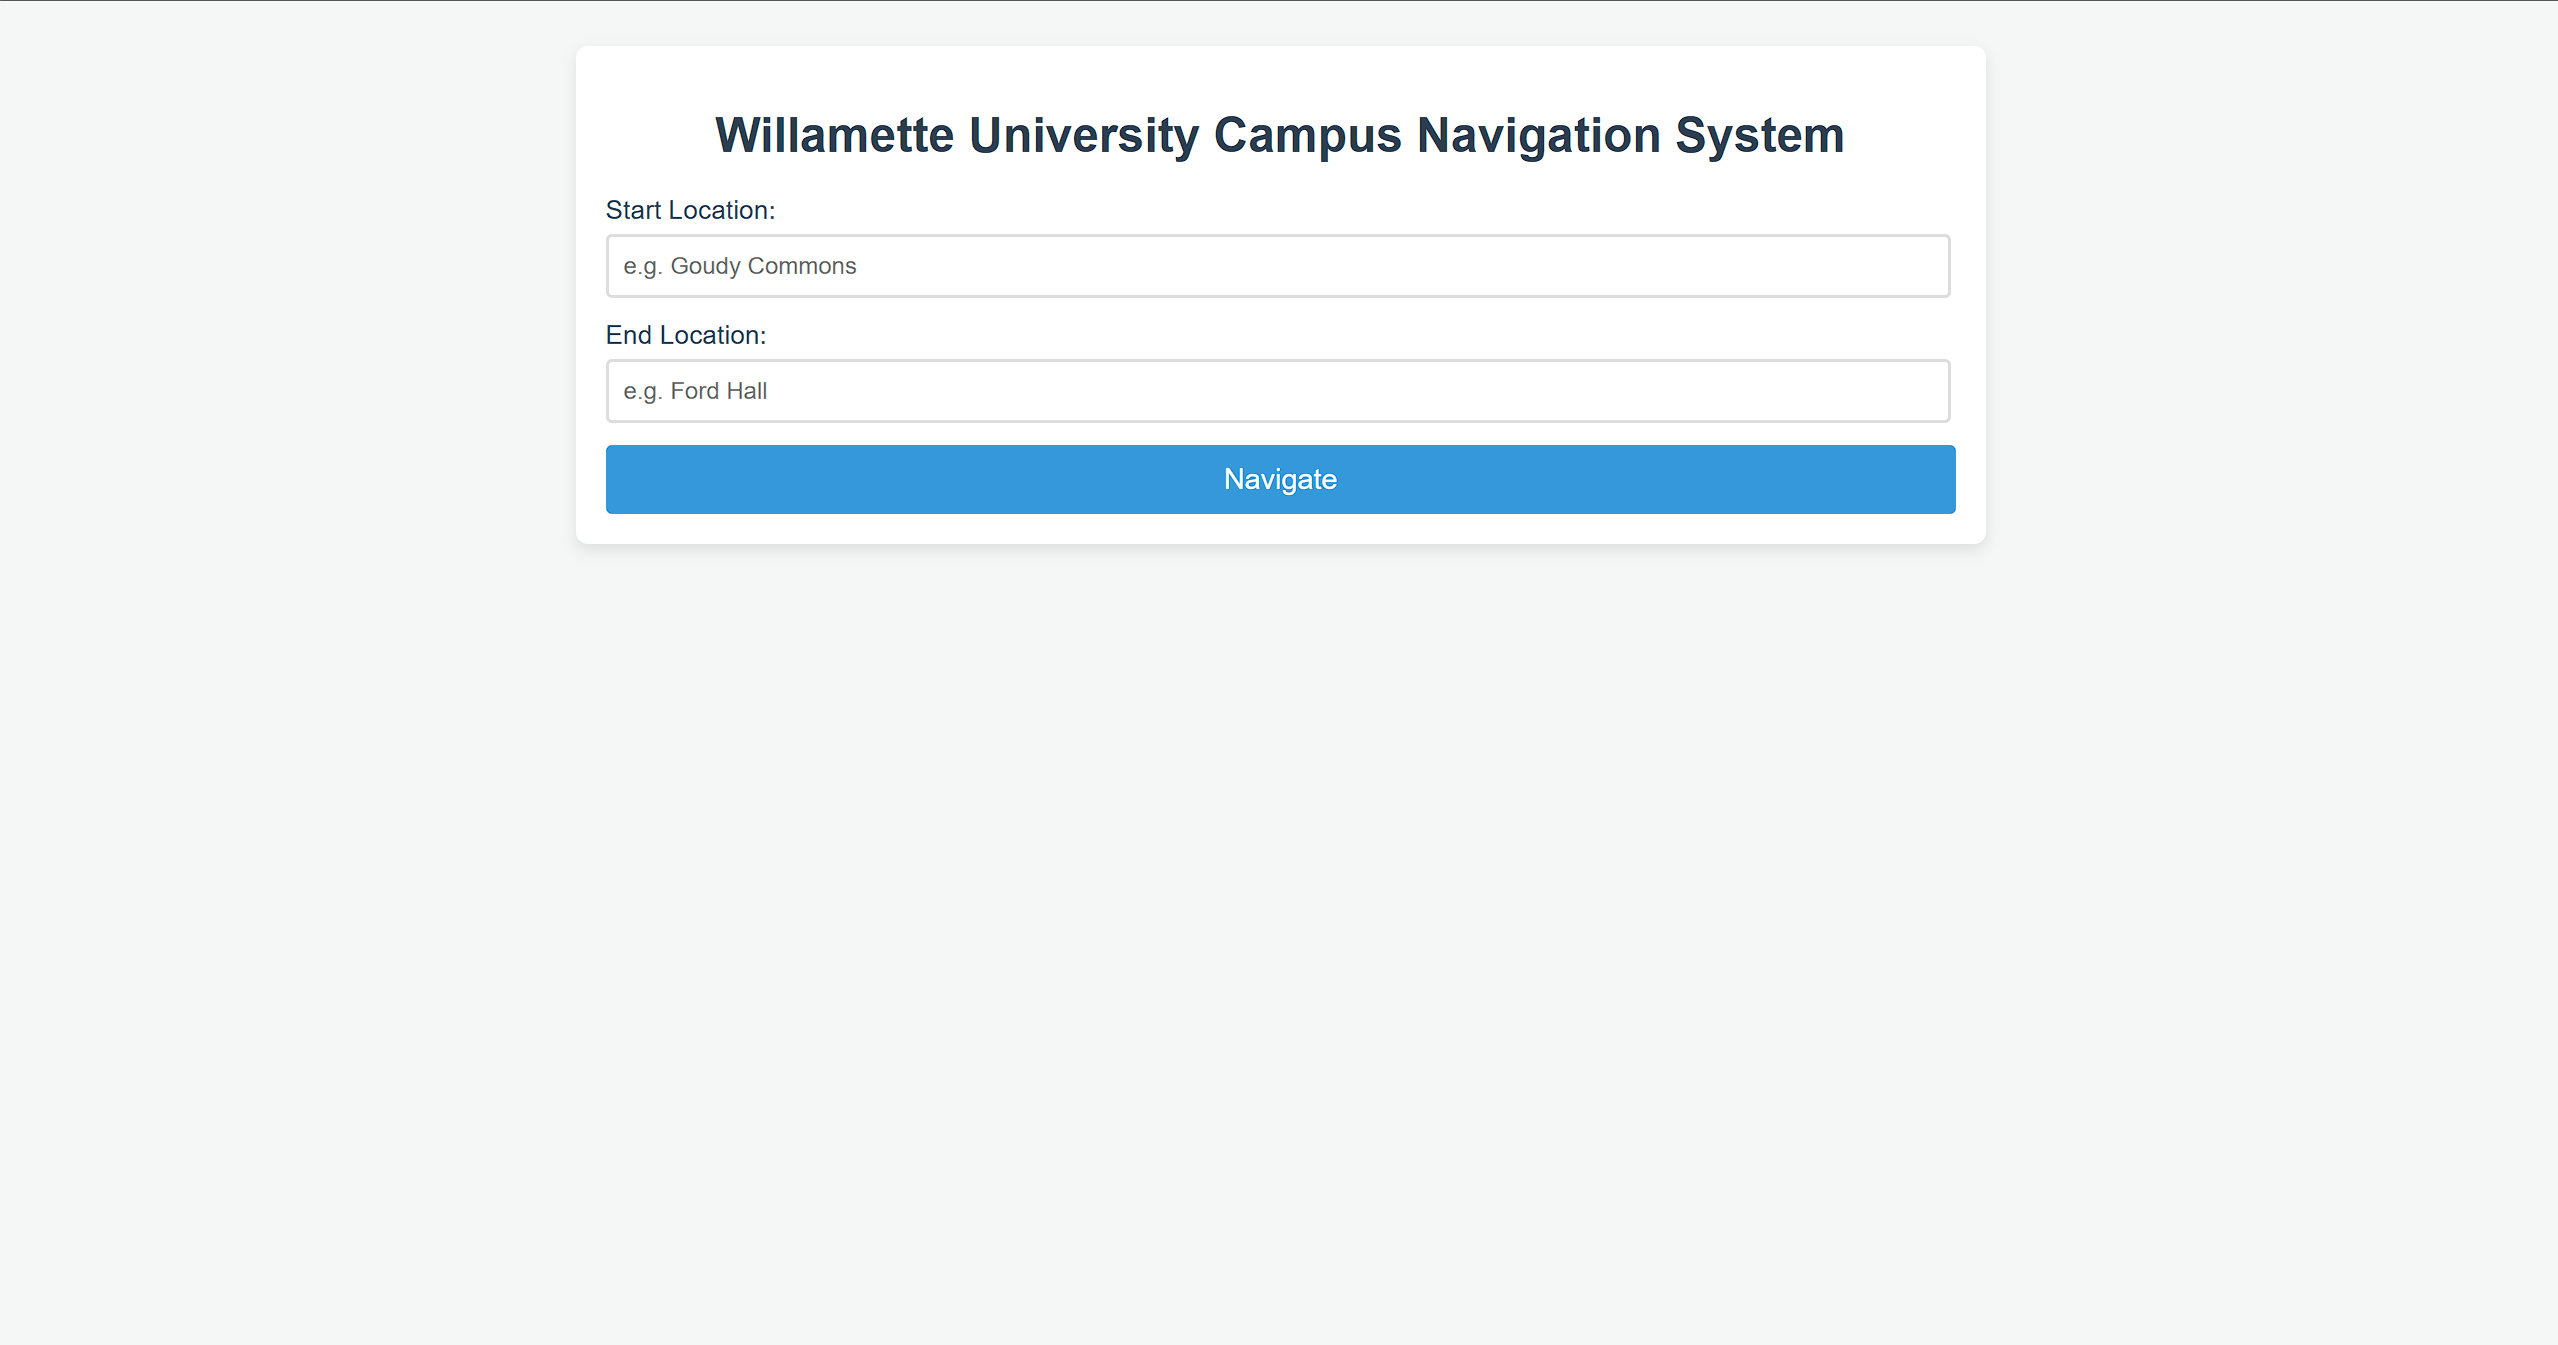 Willamette University Campus Navigation System
Start Location:
e.g. Goudy Commons
End Location:
e.g. Ford Hall
Navigate